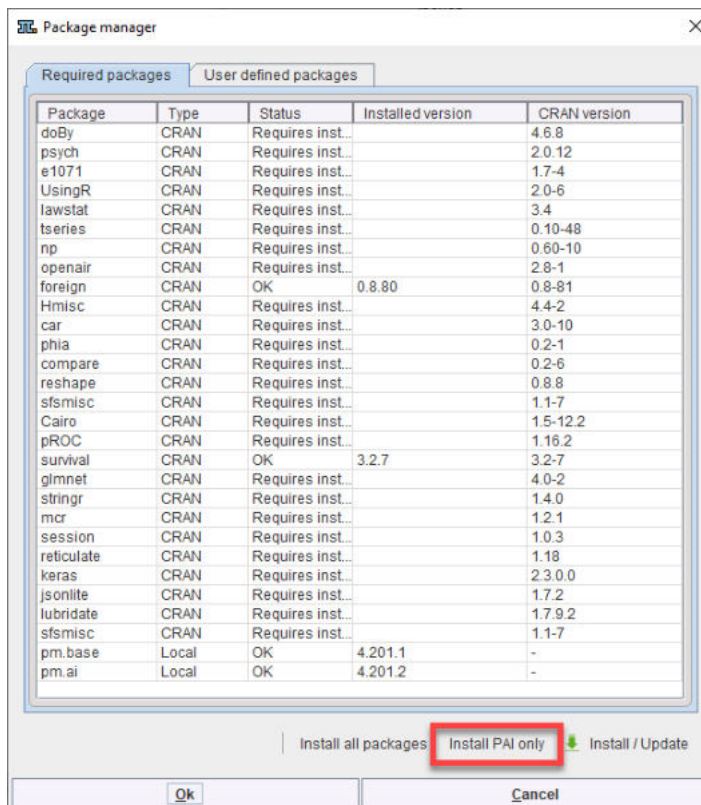 Package manager
Required packages User defined packages
Package Type Status Installed version CRAN version
doBy CRAN Requires inst... 4.6.8
psych CRAN Requires inst... 2.0.12
e1071 CRAN Requires inst... 1.7-4
UsingR CRAN Requires inst... 2.0-6
lawstat CRAN Requires inst... 3.4
tseries CRAN Requires inst... 0.10-48
np CRAN Requires inst... 0.60-10
openair CRAN Requires inst... 2.8-1
foreign CRAN OK 0.8.80 0.8-81
Hmisc CRAN Requires inst... 4.4-2
car CRAN Requires inst... 3.0-10
phia CRAN Requires inst... 0.2-1
compare CRAN Requires inst... 0.2-6
reshape CRAN Requires inst... 0.8.8
sfsmisc CRAN Requires inst... 1.1-7
Cairo CRAN Requires inst... 1.5-12.2
pROC CRAN Requires inst... 1.16.2
survival CRAN OK 3.2.7 3.2-7
glmnet CRAN Requires inst... 4.0-2
stringr CRAN Requires inst... 1.4.0
mcr CRAN Requires inst... 1.2.1
session CRAN Requires inst... 1.0.3
reticulate CRAN Requires inst... 1.18
keras CRAN Requires inst... 2.3.0.0
jsonlite CRAN Requires inst... 1.7.2
lubridate CRAN Requires inst... 1.7.9.2
sfsmisc CRAN Requires inst... 1.1-7
pm.base Local OK 4.201.1 -
pm.ai Local OK 4.201.2 -
Install all packages Install PAI only Install / Update
Ok Cancel